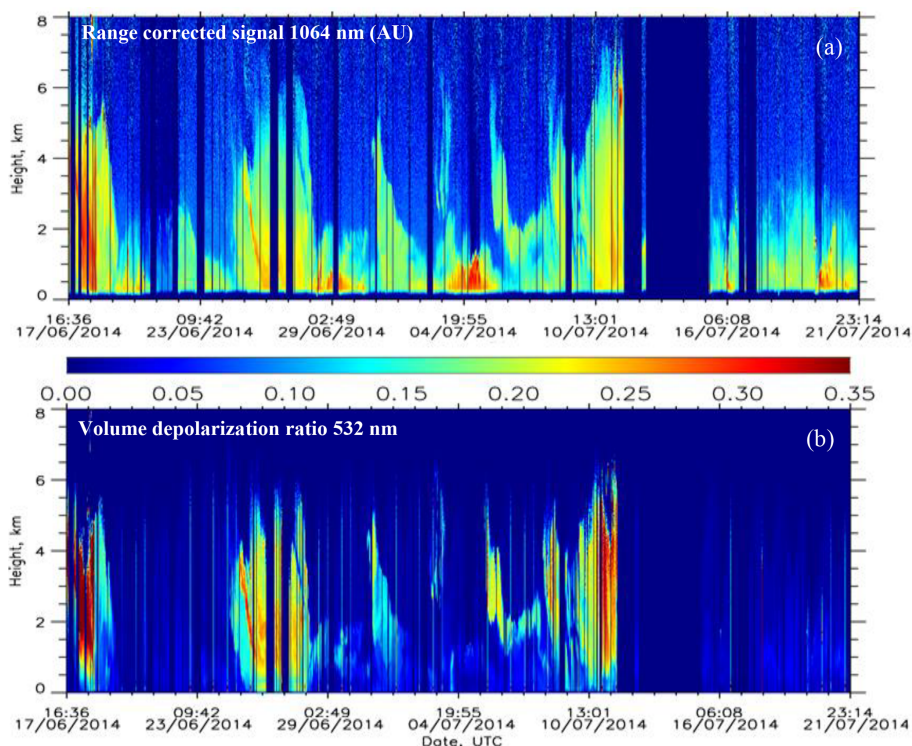 Range corrected signal 1064 nm (AU)
(a)
8
6
4
2
0
Height, km
16:36 09:42 02:49 19:55 13:01 06:08 23:14
17/06/2014 23/06/2014 29/06/2014 04/07/2014 10/07/2014 16/07/2014 21/07/2014
0.00 0.05 0.10 0.15 0.20 0.25 0.30 0.35
Volume depolarization ratio 532 nm
(b)
8
6
4
2
0
Height, km
16:36 09:42 02:49 19:55 13:01 06:08 23:14
17/06/2014 23/06/2014 29/06/2014 04/07/2014 10/07/2014 16/07/2014 21/07/2014
Date, UTC